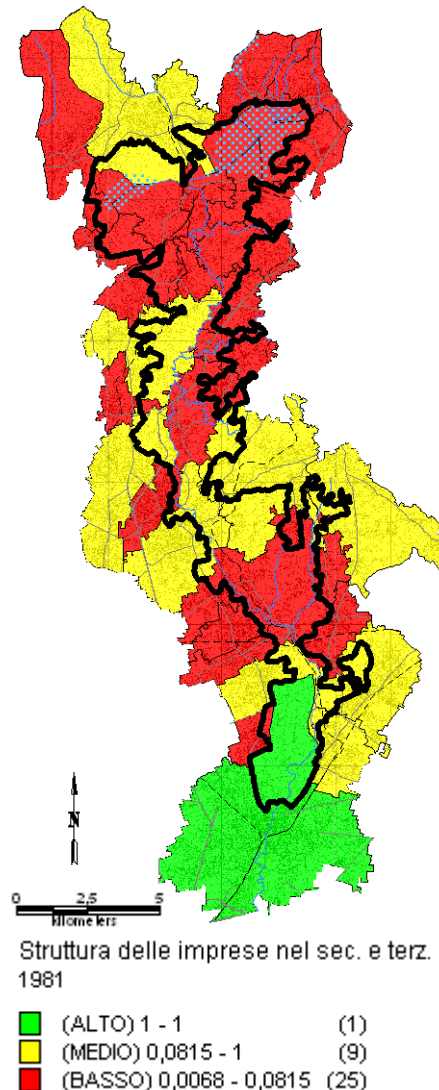 N
0 2,5 5
kilometers
Struttura delle imprese nel sec. e terz.
1981
(ALTO) 1 - 1 (1)
(MEDIO) 0,0815 - 1 (9)
(BASSO) 0,0068 - 0,0815 (25)